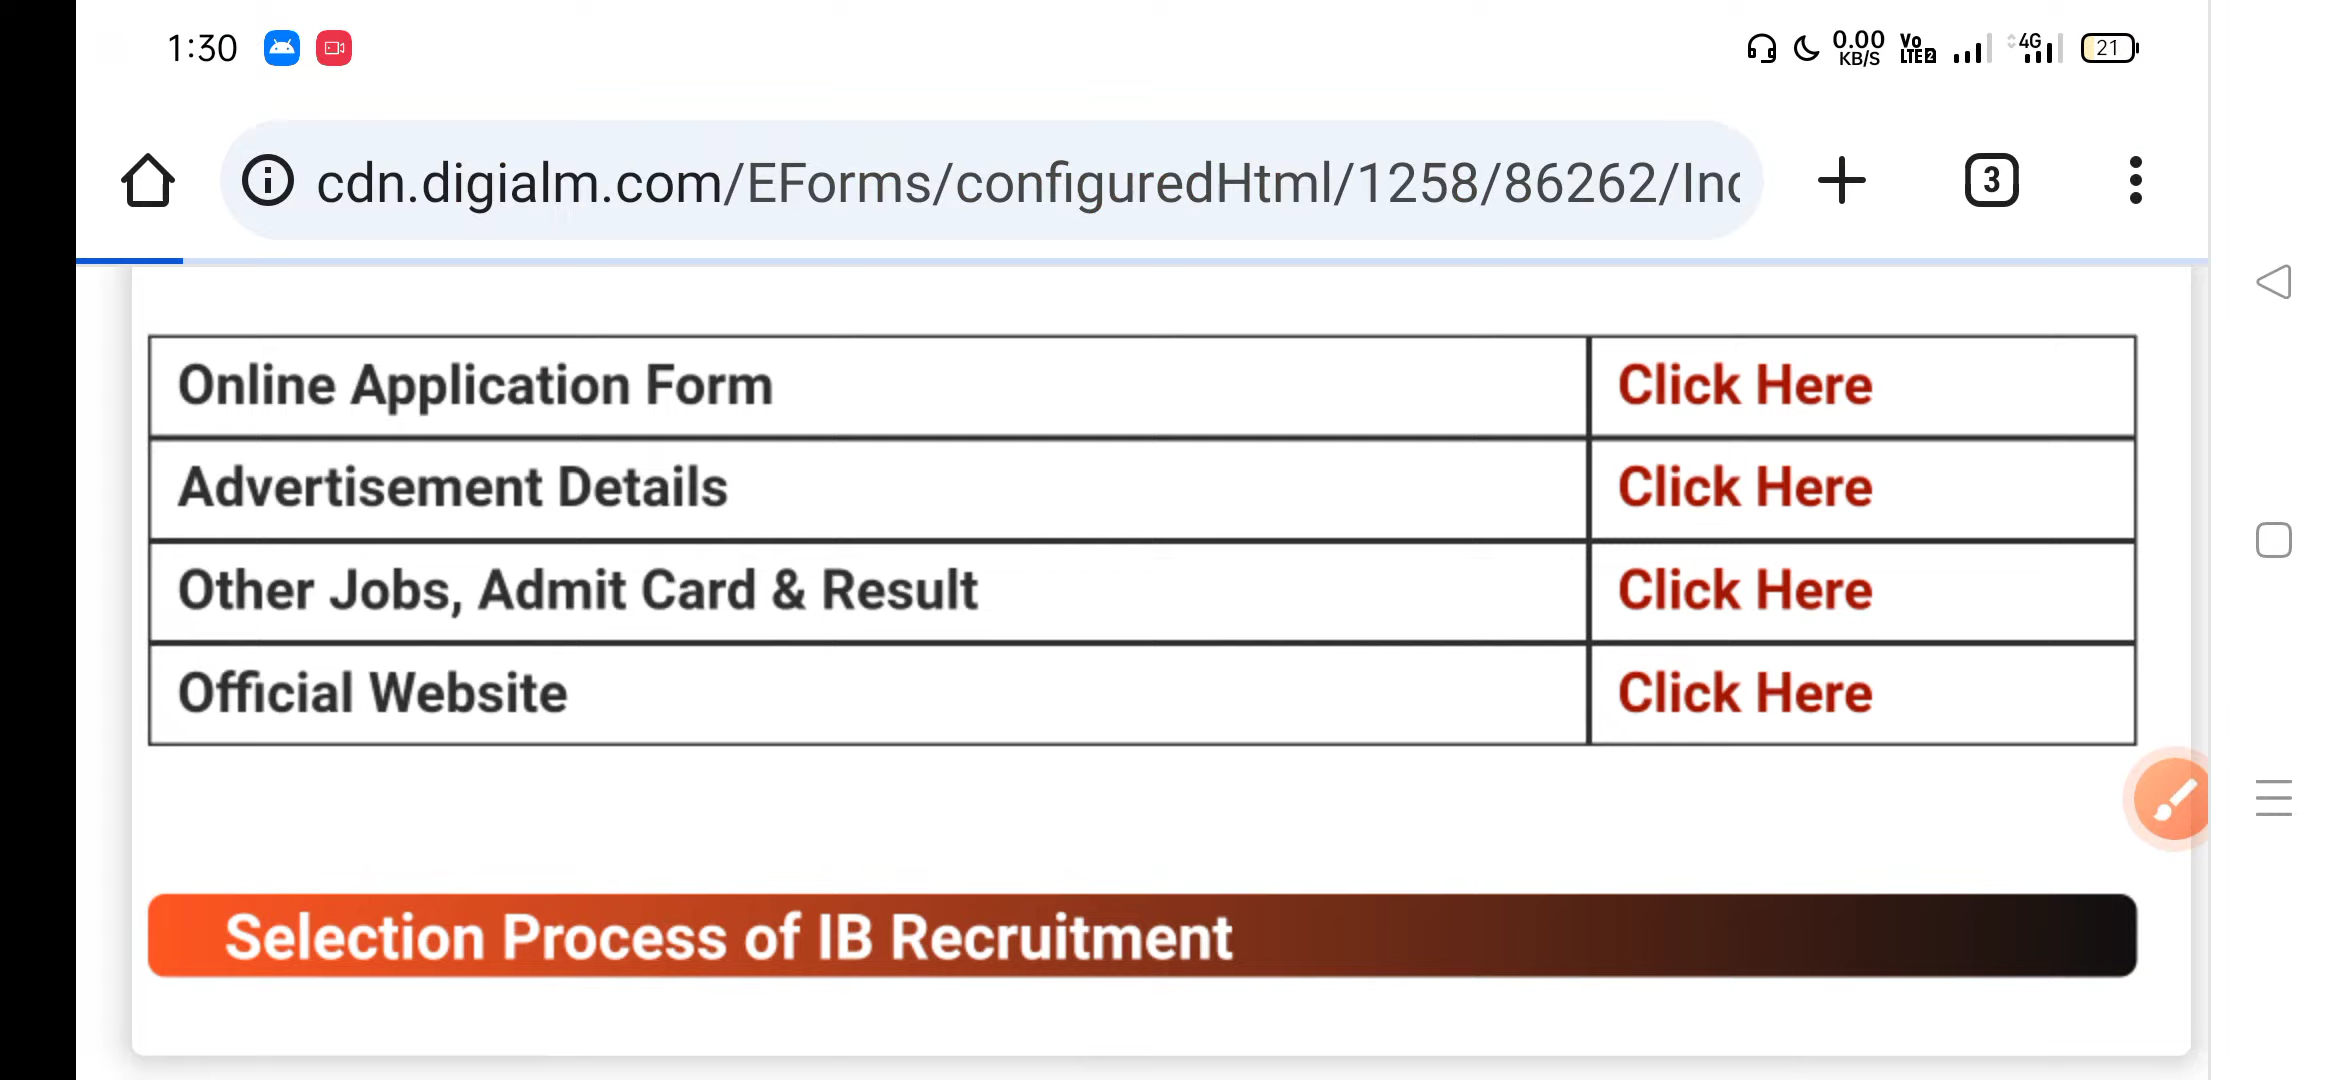 1:30
0.00 KB/S
Vo LTE 2
4G
21
cdn.digialm.com/EForms/configuredHtml/1258/86262/Inc
3
Online Application Form Click Here
Advertisement Details Click Here
Other Jobs, Admit Card & Result Click Here
Official Website Click Here
Selection Process of IB Recruitment